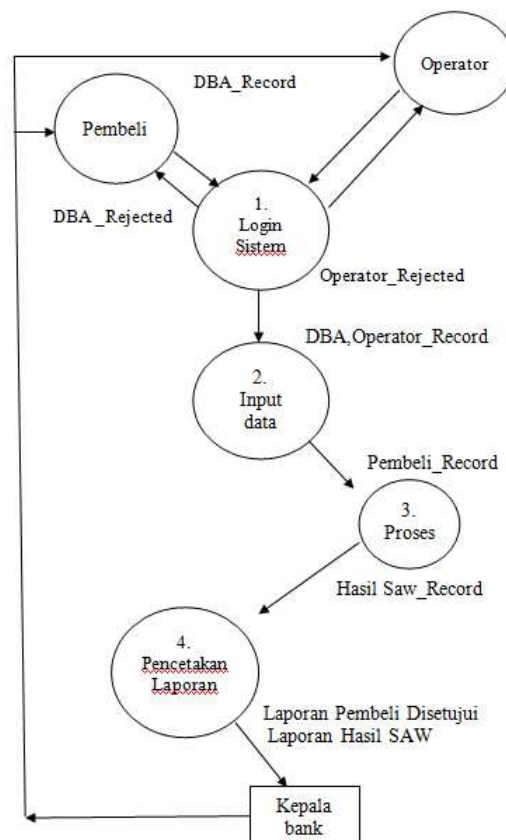 Operator
DBA_Record
Pembeli
DBA _Rejected
1.
Login
Sistem
Operator_Rejected
DBA,Operator_Record
2.
Input
data
Pembeli_Record
3.
Proses
Hasil Saw_Record
4.
Pencetakan
Laporan
Laporan Pembeli Disetujui
Laporan Hasil SAW
Kepala
bank